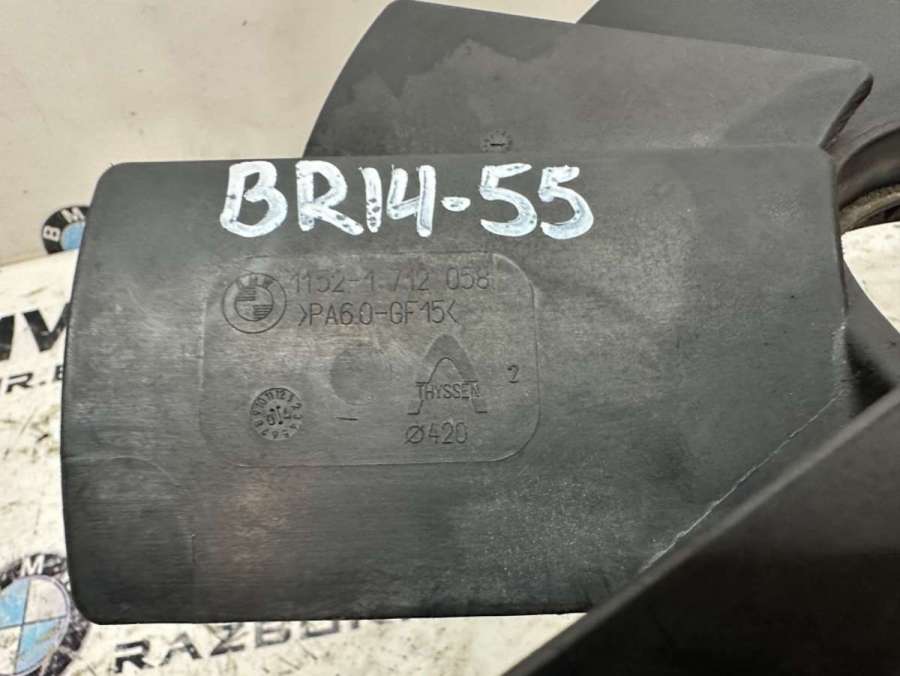 BR14-55
1152-1 712 058
>PA6.0-GF15<
THYSSEN
2
Ø420
RAZBOR